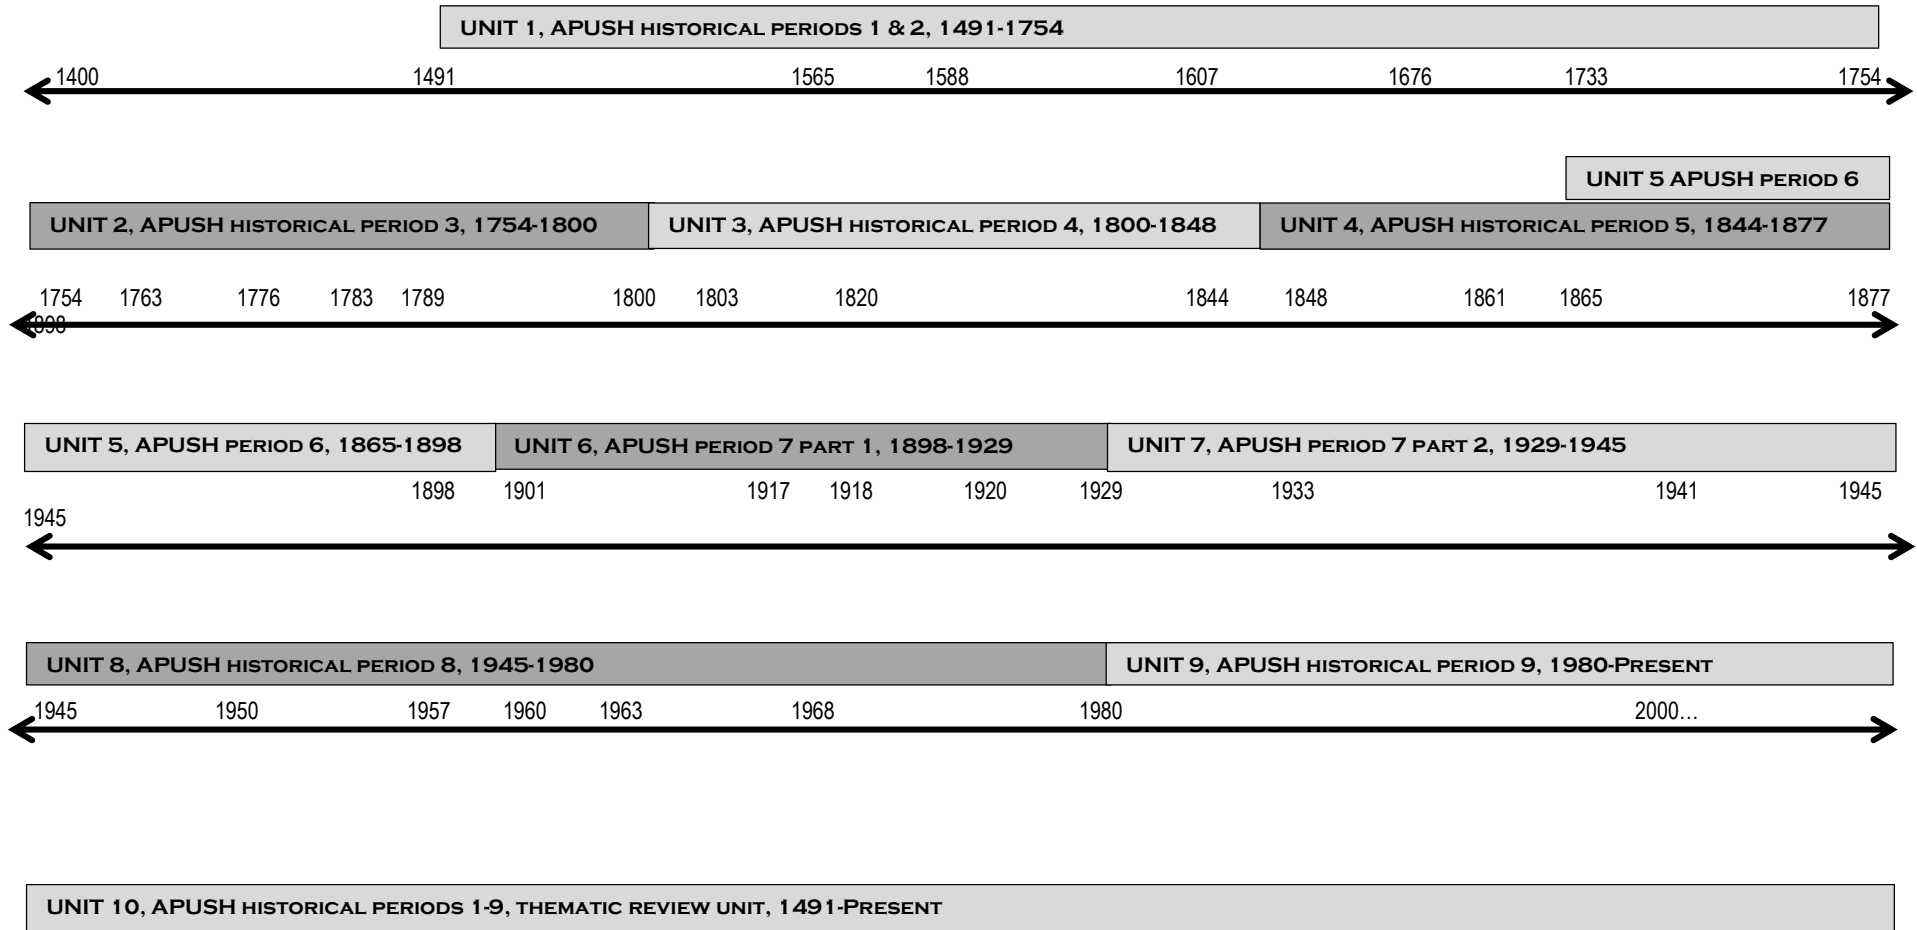 UNIT 1, APUSH HISTORICAL PERIODS 1 & 2, 1491-1754
1400 1491 1565 1588 1607 1676 1733 1754
UNIT 5 APUSH PERIOD 6
UNIT 2, APUSH HISTORICAL PERIOD 3, 1754-1800 UNIT 3, APUSH HISTORICAL PERIOD 4, 1800-1848 UNIT 4, APUSH HISTORICAL PERIOD 5, 1844-1877
1754 1763 1776 1783 1789 1800 1803 1820 1844 1848 1861 1865 1877
1898
UNIT 5, APUSH PERIOD 6, 1865-1898 UNIT 6, APUSH PERIOD 7 PART 1, 1898-1929 UNIT 7, APUSH PERIOD 7 PART 2, 1929-1945
1898 1901 1917 1918 1920 1929 1933 1941 1945
1945
UNIT 8, APUSH HISTORICAL PERIOD 8, 1945-1980 UNIT 9, APUSH HISTORICAL PERIOD 9, 1980-PRESENT
1945 1950 1957 1960 1963 1968 1980 2000…
UNIT 10, APUSH HISTORICAL PERIODS 1-9, THEMATIC REVIEW UNIT, 1491-PRESENT